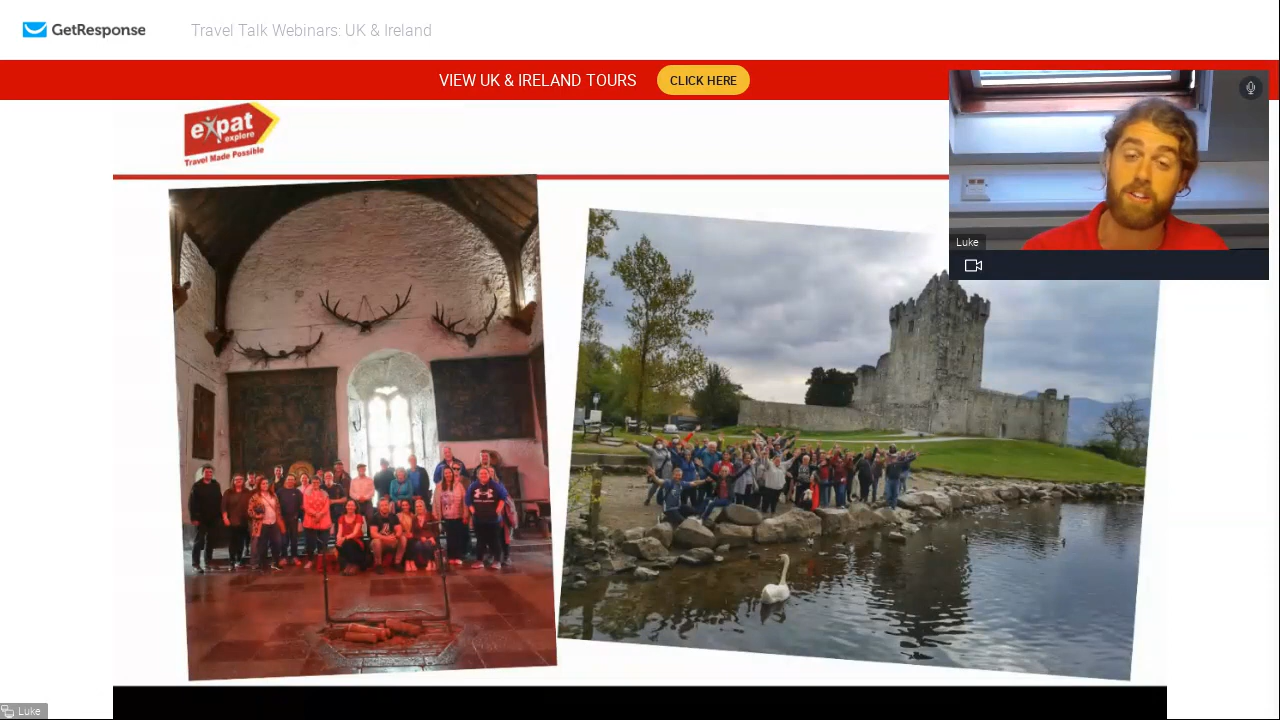 GetResponse
Travel Talk Webinars: UK & Ireland
VIEW UK & IRELAND TOURS
CLICK HERE
expat
explore
Travel Made Possible
Luke
Luke